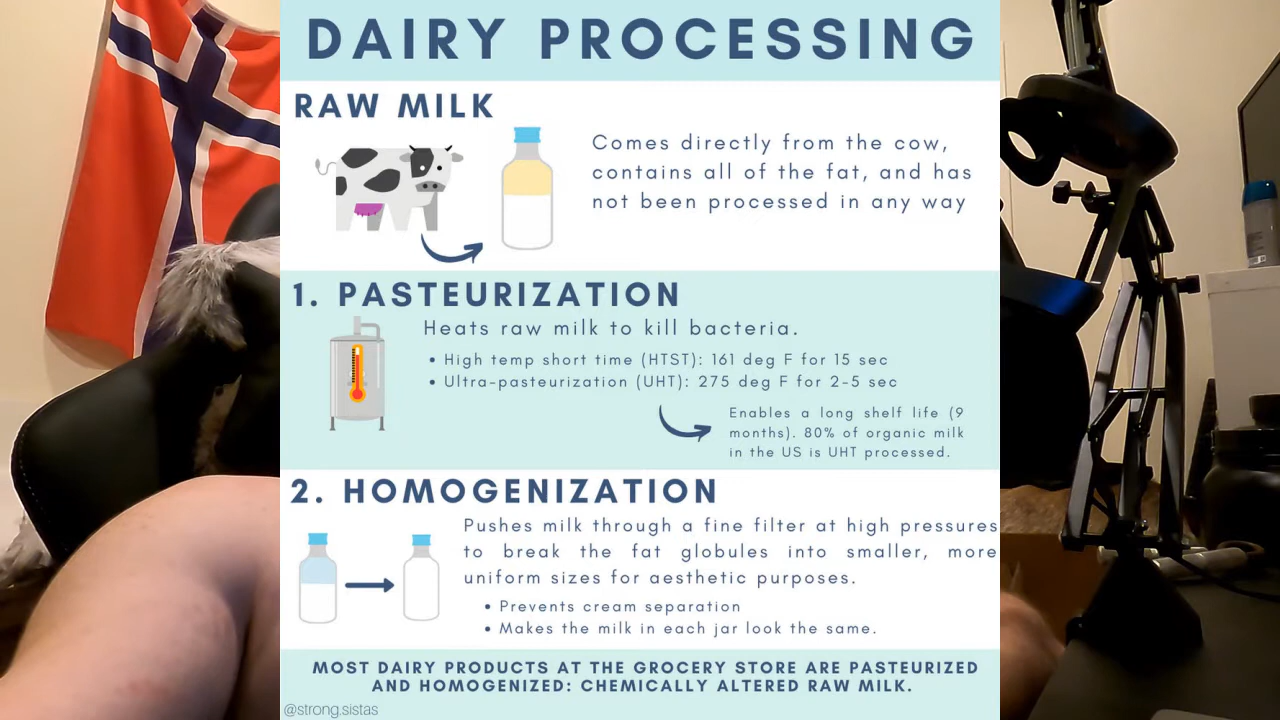 DAIRY PROCESSING
RAW MILK
Comes directly from the cow,
contains all of the fat, and has
not been processed in any way
1. PASTEURIZATION
Heats raw milk to kill bacteria.
• High temp short time (HTST): 161 deg F for 15 sec
• Ultra-pasteurization (UHT): 275 deg F for 2-5 sec
Enables a long shelf life (9
months). 80% of organic milk
in the US is UHT processed.
2. HOMOGENIZATION
Pushes milk through a fine filter at high pressures
to break the fat globules into smaller, more
uniform sizes for aesthetic purposes.
• Prevents cream separation
• Makes the milk in each jar look the same.
MOST DAIRY PRODUCTS AT THE GROCERY STORE ARE PASTEURIZED
AND HOMOGENIZED: CHEMICALLY ALTERED RAW MILK.
@strong.sistas